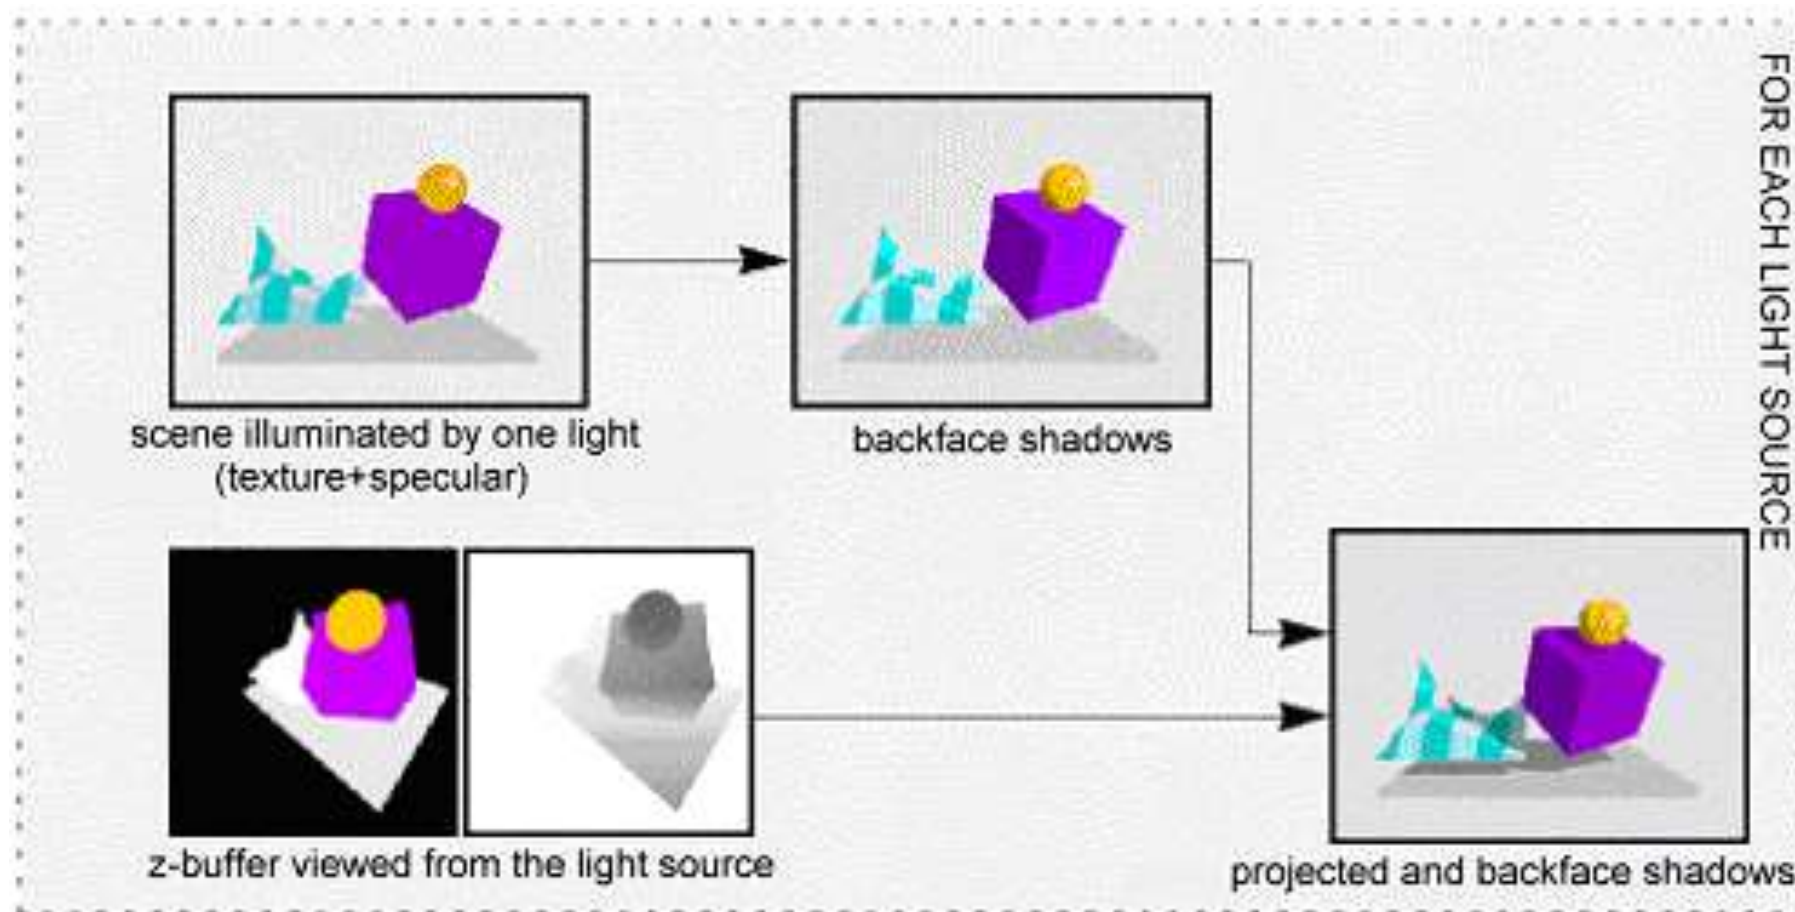 scene illuminated by one light
(texture+specular)
backface shadows
FOR EACH LIGHT SOURCE
z-buffer viewed from the light source
projected and backface shadows